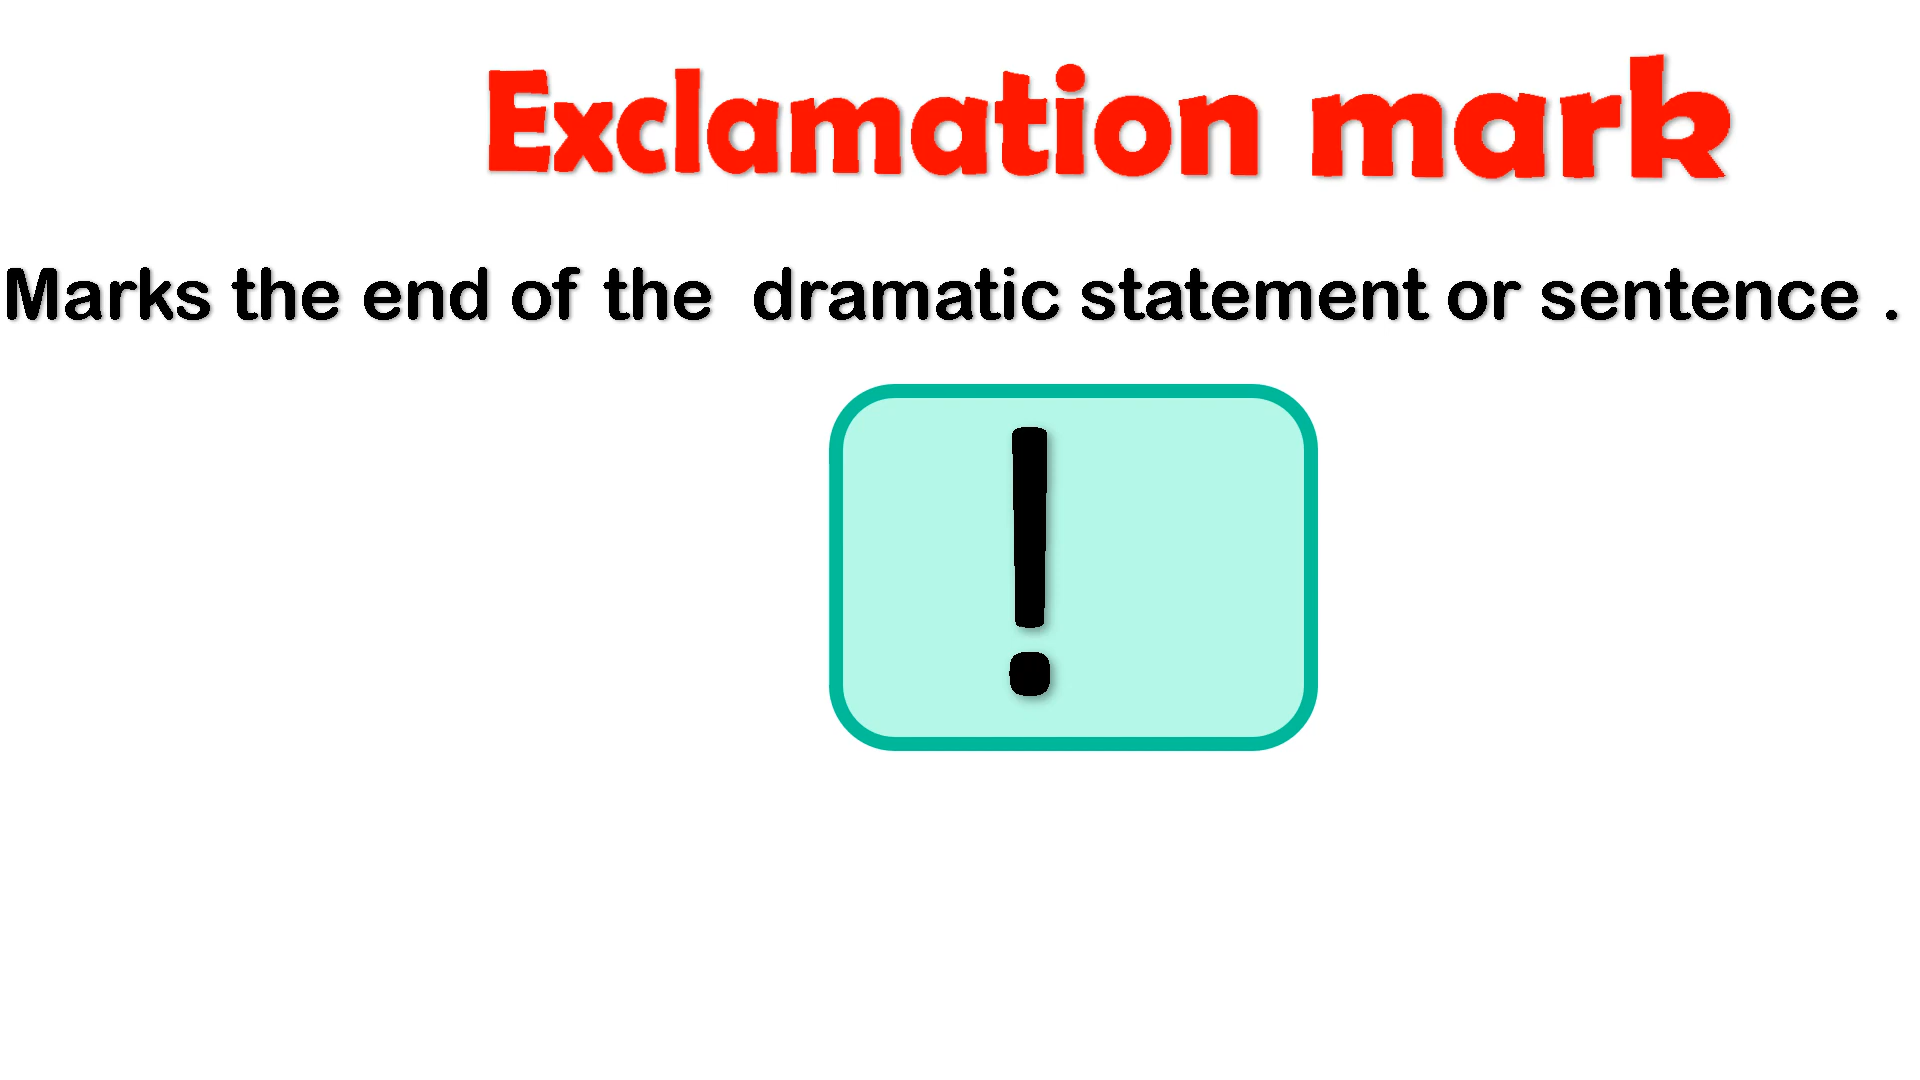 Exclamation mark
Marks the end of the  dramatic statement or sentence .
!